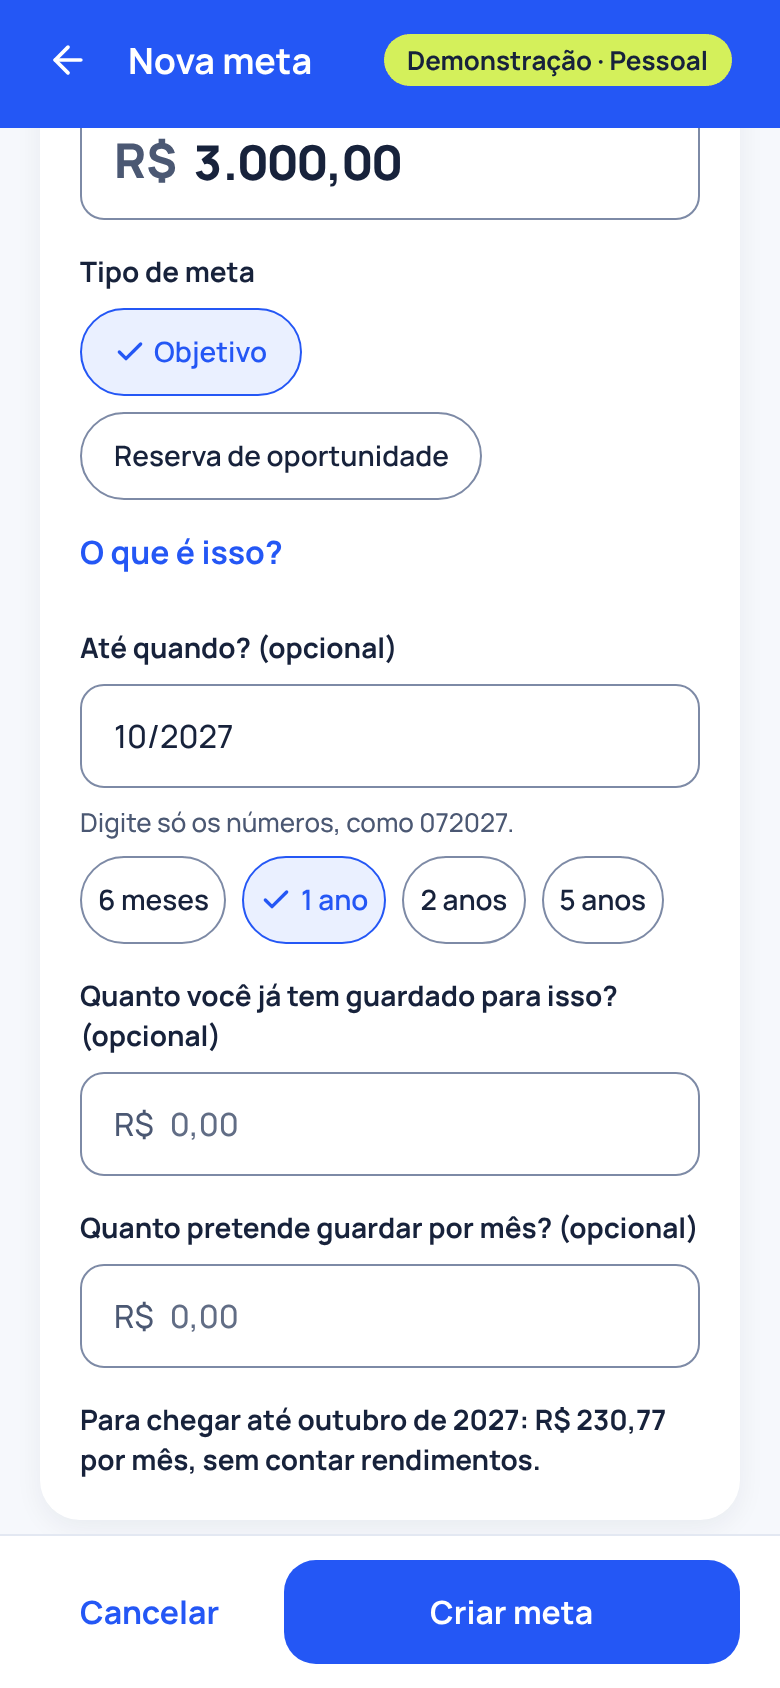 Nova meta
Demonstração · Pessoal
R$ 3.000,00
Tipo de meta
Objetivo
Reserva de oportunidade
O que é isso?
Até quando? (opcional)
10/2027
Digite só os números, como 072027.
6 meses
1 ano
2 anos
5 anos
Quanto você já tem guardado para isso?
(opcional)
R$ 0,00
Quanto pretende guardar por mês? (opcional)
R$ 0,00
Para chegar até outubro de 2027: R$ 230,77
por mês, sem contar rendimentos.
Cancelar
Criar meta